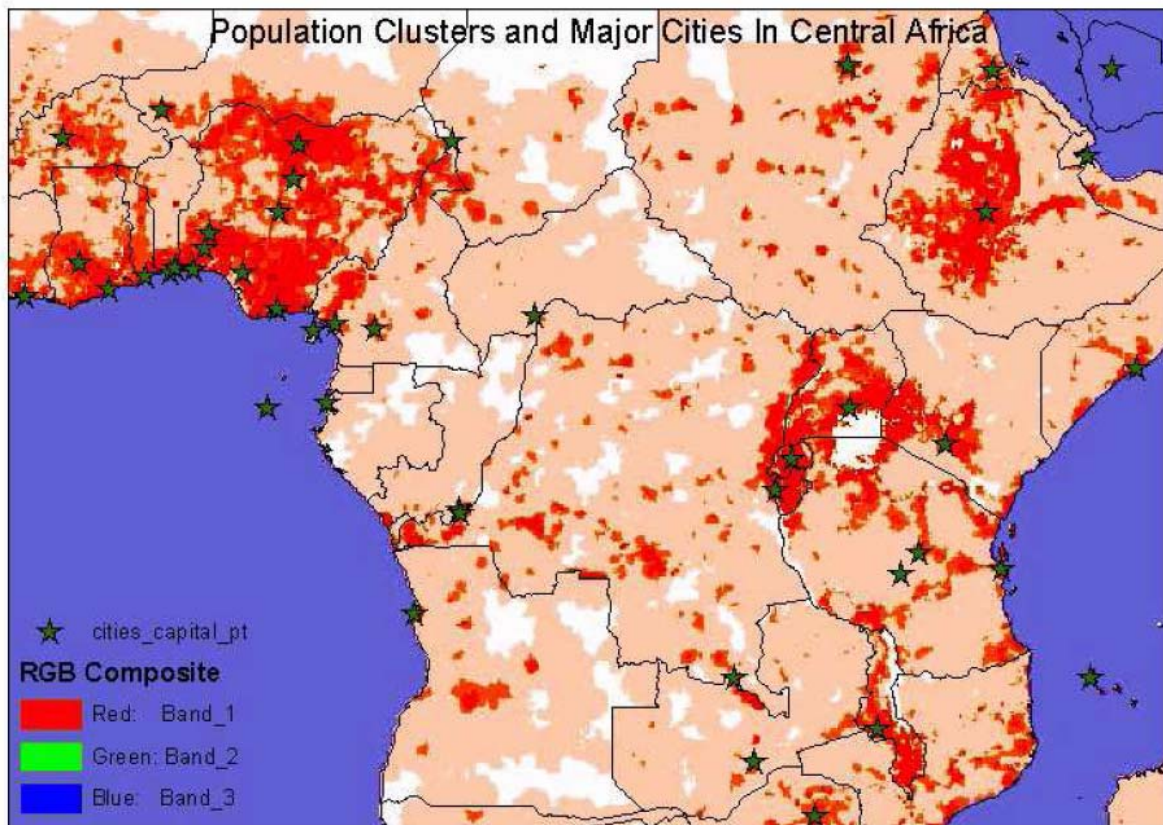 Population Clusters and Major Cities In Central Africa
cities_capital_pt
RGB Composite
Red: Band_1
Green: Band_2
Blue: Band_3